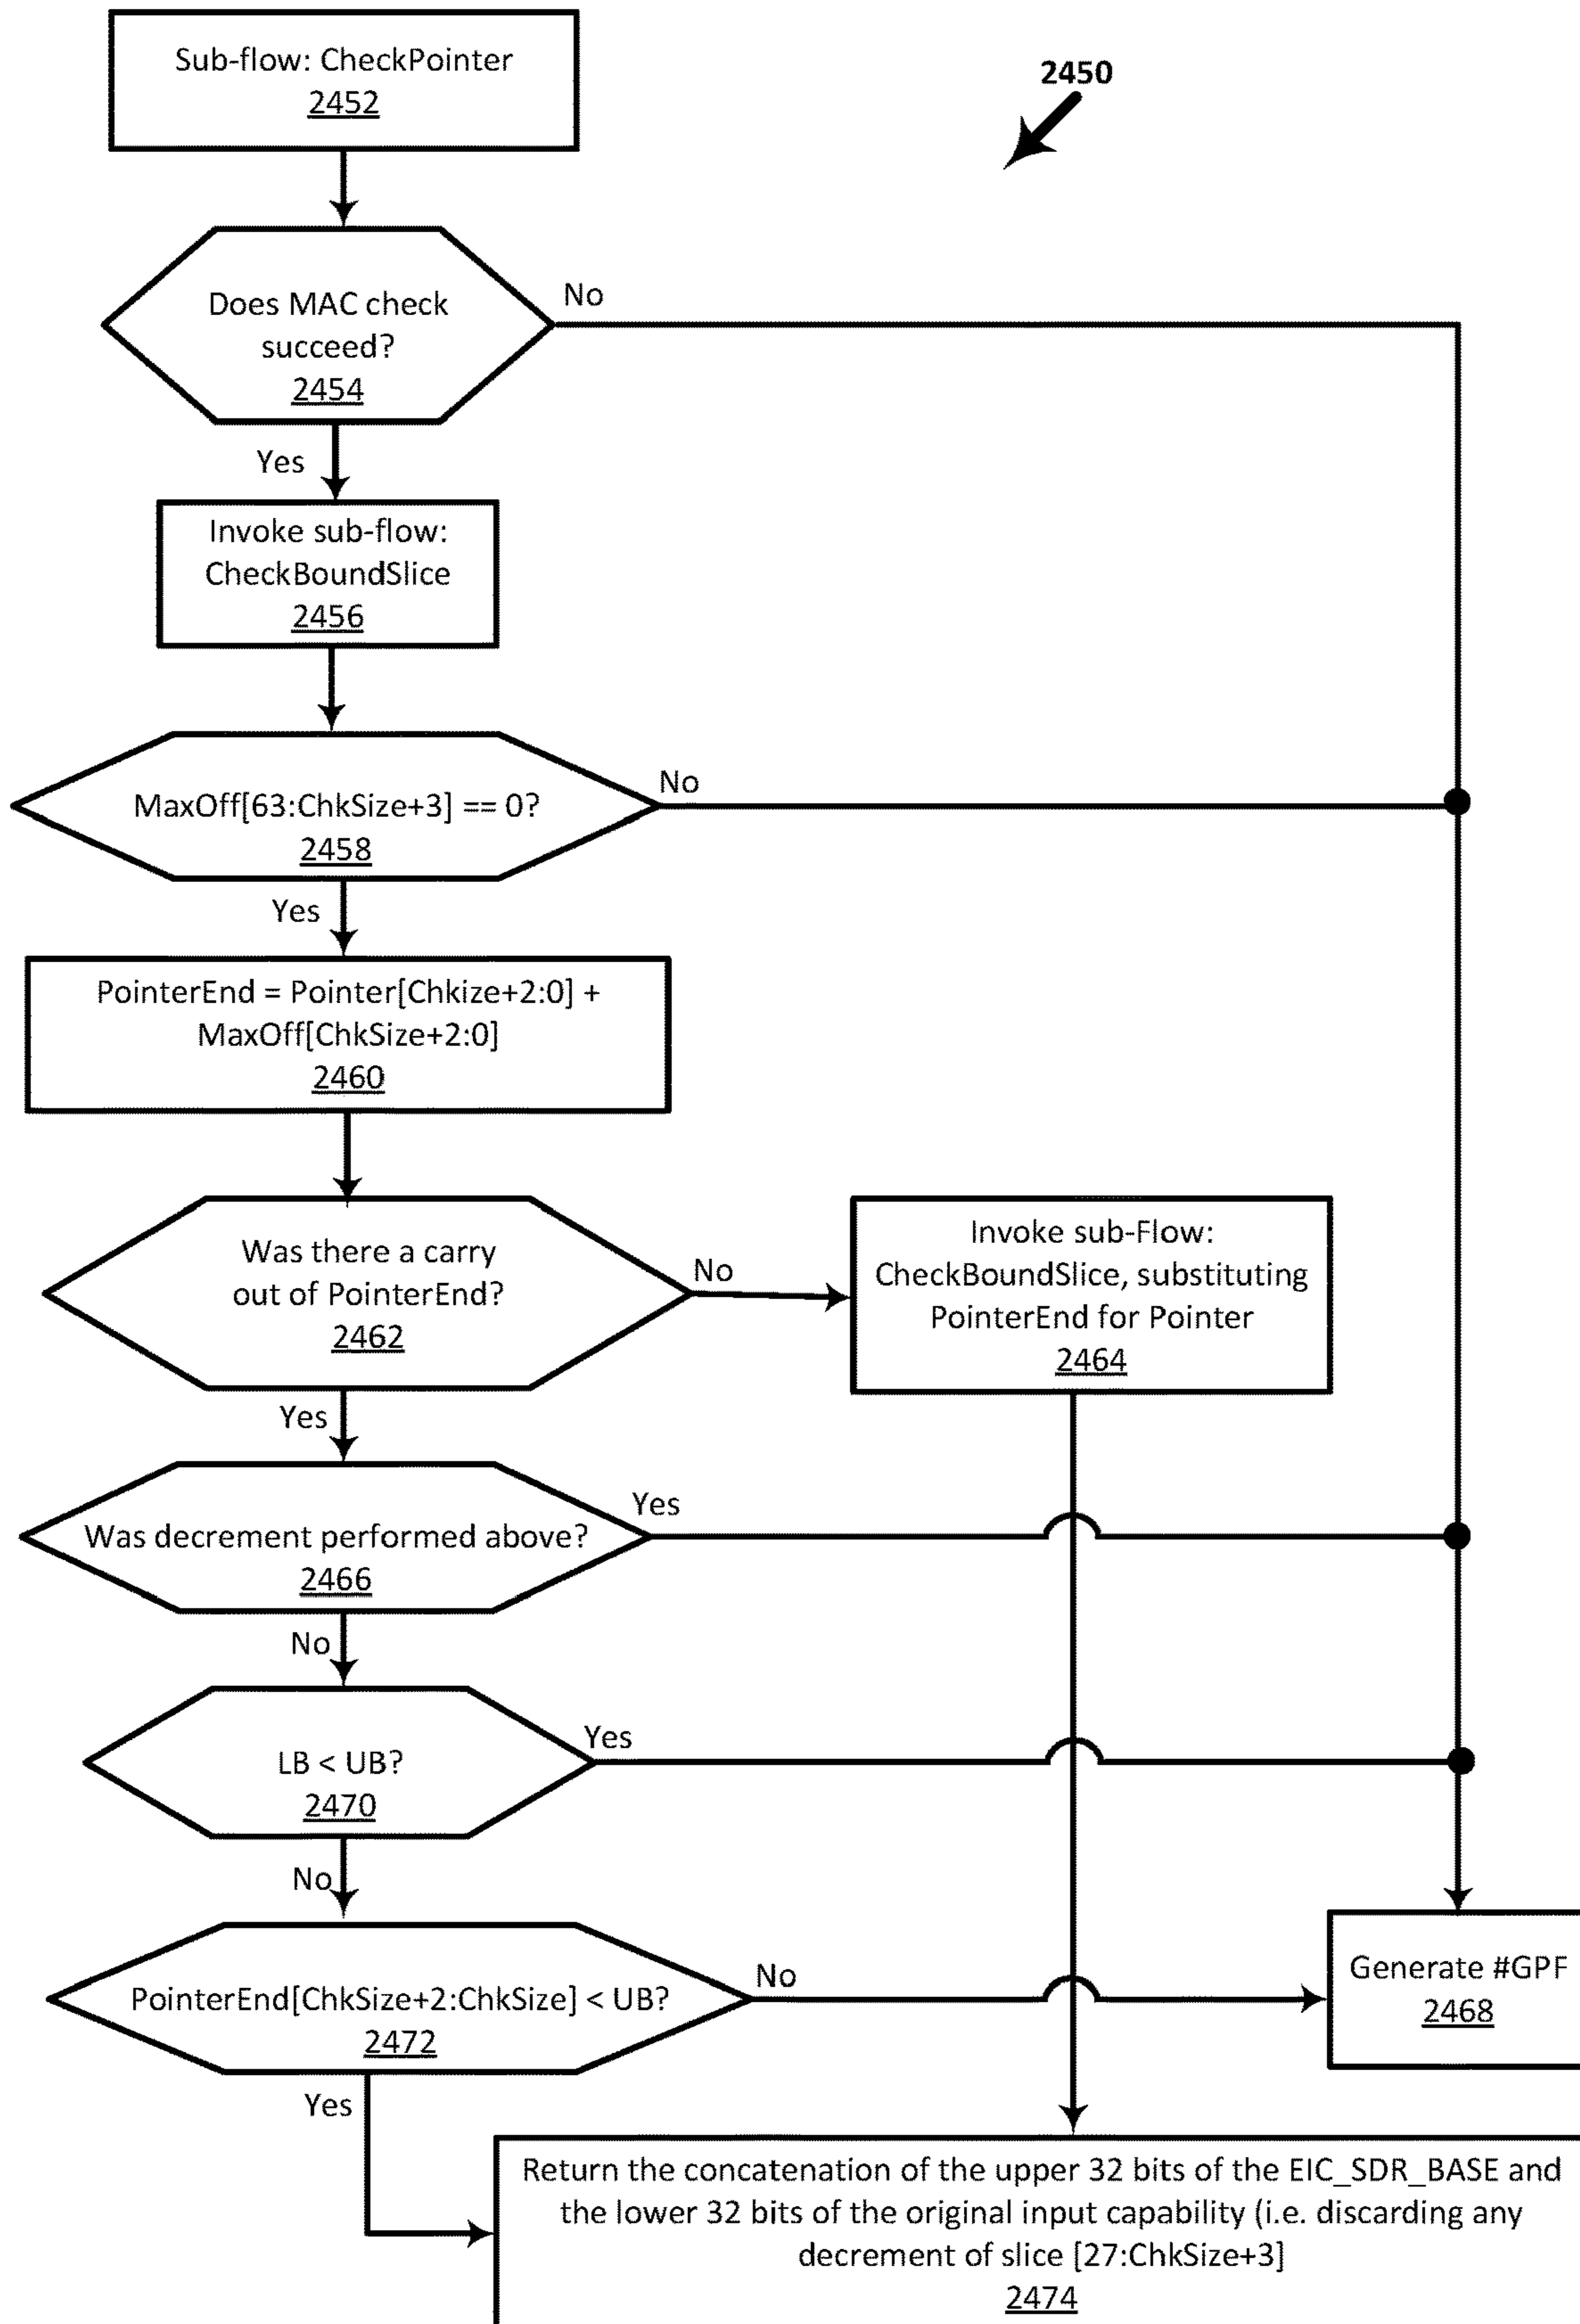 Sub-flow: CheckPointer
2452
2450
Does MAC check
succeed?
2454
No
Yes
Invoke sub-flow:
CheckBoundSlice
2456
MaxOff[63:ChkSize+3] == 0?
2458
No
Yes
PointerEnd = Pointer[Chkize+2:0] +
MaxOff[ChkSize+2:0]
2460
Was there a carry
out of PointerEnd?
2462
No
Invoke sub-Flow:
CheckBoundSlice, substituting
PointerEnd for Pointer
2464
Yes
Was decrement performed above?
2466
Yes
No
LB < UB?
2470
Yes
No
PointerEnd[ChkSize+2:ChkSize] < UB?
2472
No
Generate #GPF
2468
Yes
Return the concatenation of the upper 32 bits of the EIC_SDR_BASE and
the lower 32 bits of the original input capability (i.e. discarding any
decrement of slice [27:ChkSize+3]
2474